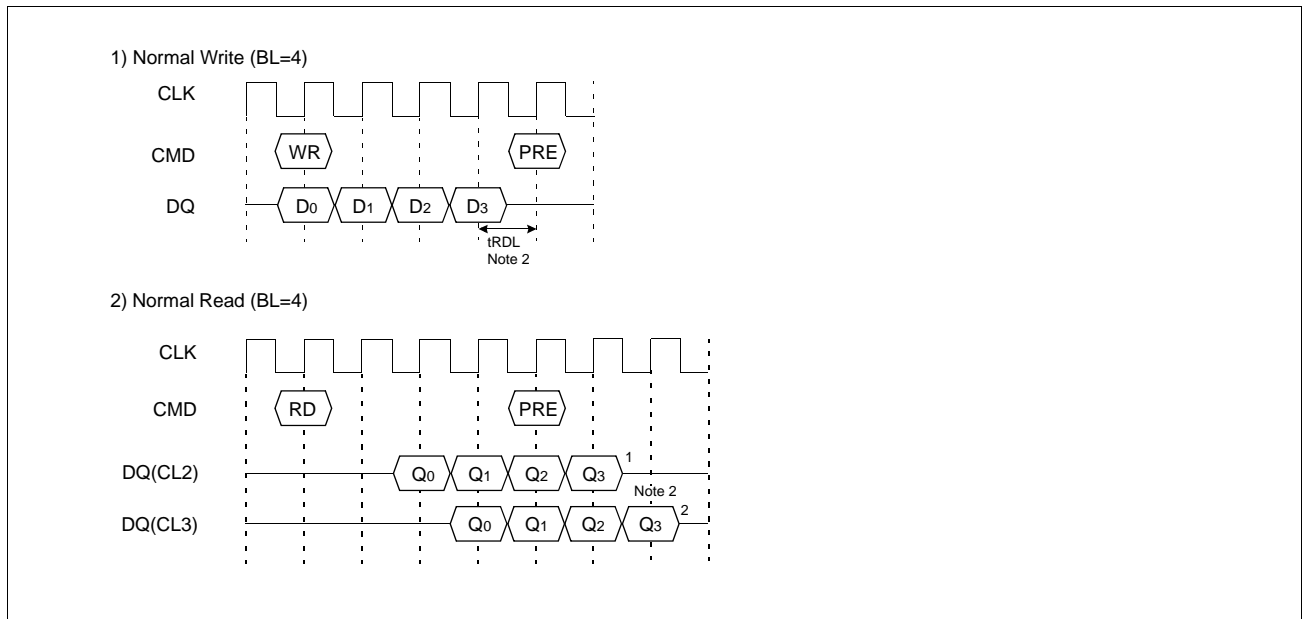 1) Normal Write (BL=4)
CLK
CMD WR PRE
DQ D0 D1 D2 D3
tRDL
Note 2
2) Normal Read (BL=4)
CLK
CMD RD PRE
DQ(CL2) Q0 Q1 Q2 Q3 1
Note 2
DQ(CL3) Q0 Q1 Q2 Q3 2